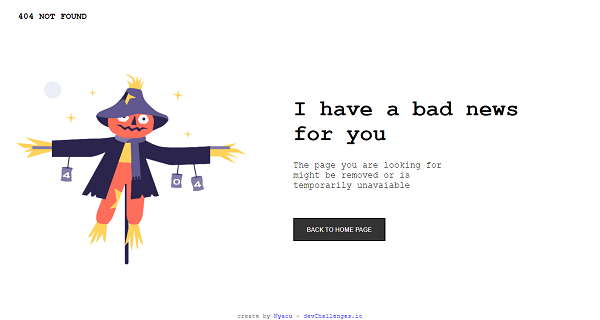 404 NOT FOUND
I have a bad news
for you
4
0
4
The page you are looking for
might be removed or is
temporarily unavaiable
BACK TO HOME PAGE
create by Nyacu - devChallenges.io